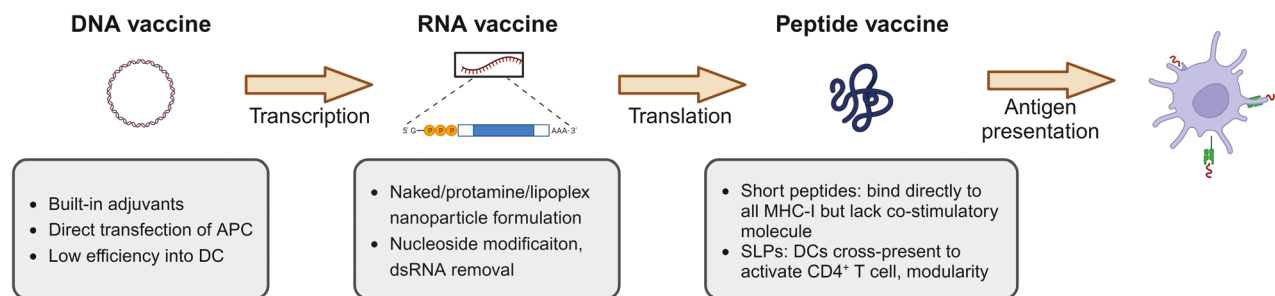 DNA vaccine
RNA vaccine
Peptide vaccine
Transcription
5' G
P P P
AAA- 3'
Translation
Antigen
presentation
• Built-in adjuvants
• Direct transfection of APC
• Low efficiency into DC
• Naked/protamine/lipoplex
nanoparticle formulation
• Nucleoside modificaiton,
dsRNA removal
• Short peptides: bind directly to
all MHC-I but lack co-stimulatory
molecule
• SLPs: DCs cross-present to
activate CD4⁺ T cell, modularity